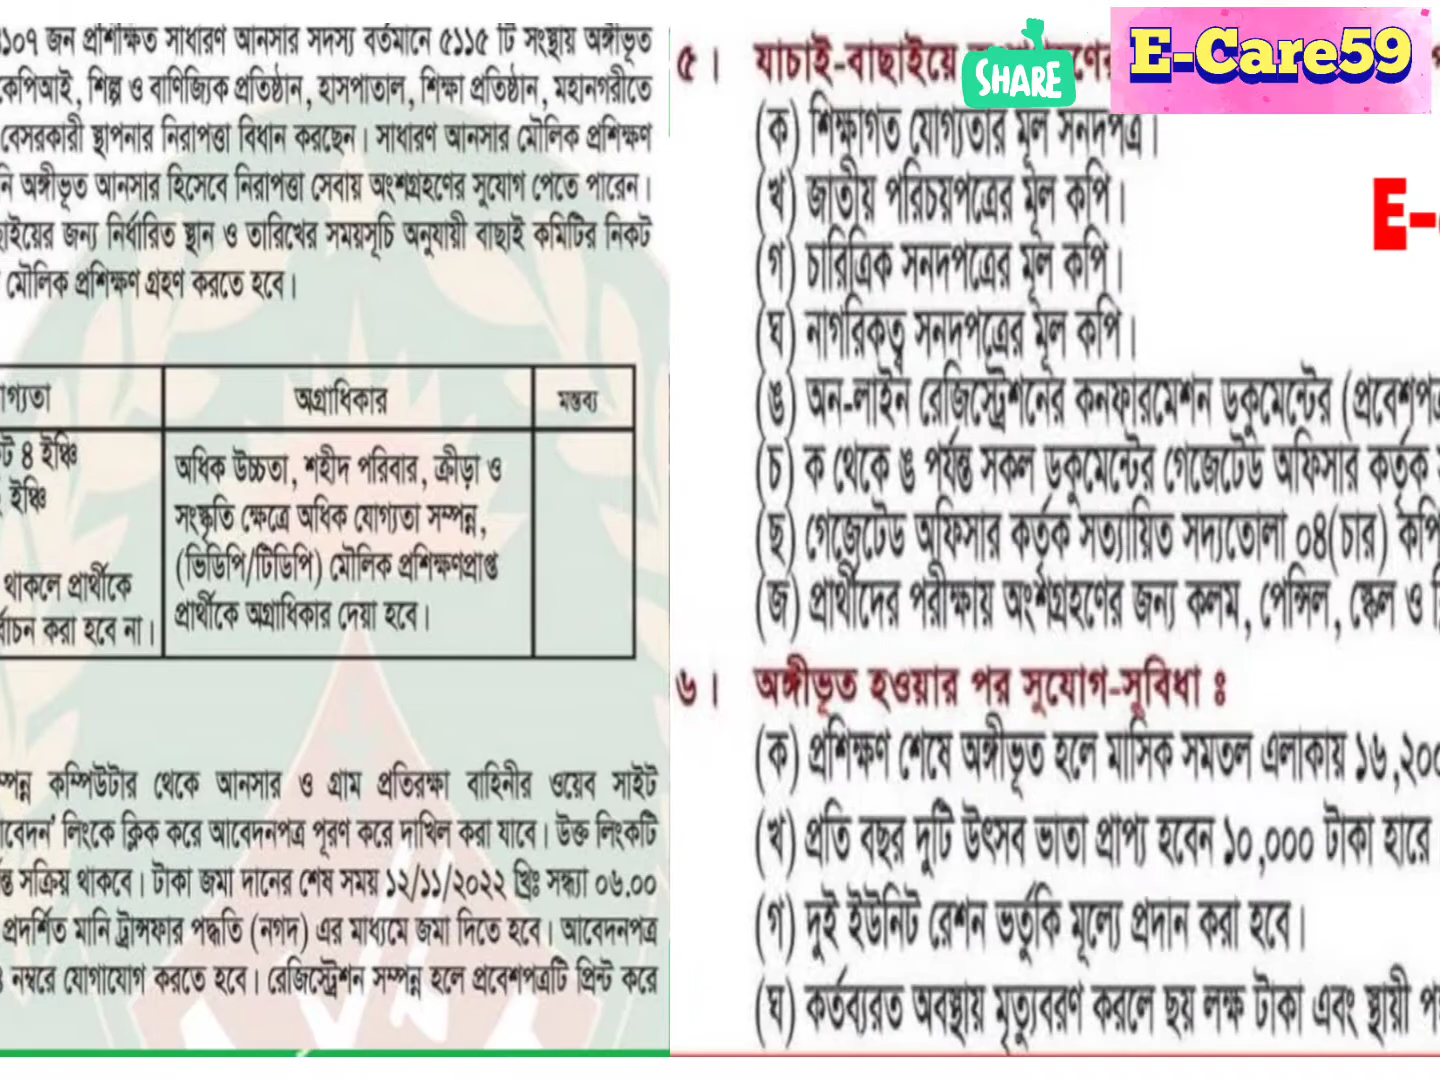 ১০৭ জন প্রশিক্ষিত সাধারণ আনসার সদস্য বর্তমানে ৫১১৫ টি সংস্থায় অঙ্গীভূত
কেপিআই, শিল্প ও বাণিজ্যিক প্রতিষ্ঠান, হাসপাতাল, শিক্ষা প্রতিষ্ঠান, মহানগরীতে
বেসরকারী স্থাপনার নিরাপত্তা বিধান করছেন। সাধারণ আনসার মৌলিক প্রশিক্ষণ
নি অঙ্গীভূত আনসার হিসেবে নিরাপত্তা সেবায় অংশগ্রহণের সুযোগ পেতে পারেন।
ছাইয়ের জন্য নির্ধারিত স্থান ও তারিখের সময়সূচি অনুযায়ী বাছাই কমিটির নিকট
মৌলিক প্রশিক্ষণ গ্রহণ করতে হবে।
াগ্যতা
অগ্রাধিকার
মন্তব্য
ট ৪ ইঞ্চি
ইঞ্চি
থাকলে প্রার্থীকে
র্বাচন করা হবে না।
অধিক উচ্চতা, শহীদ পরিবার, ক্রীড়া ও
সংস্কৃতি ক্ষেত্রে অধিক যোগ্যতা সম্পন্ন,
(ভিডিপি/টিডিপি) মৌলিক প্রশিক্ষণপ্রাপ্ত
প্রার্থীকে অগ্রাধিকার দেয়া হবে।
ম্পন্ন কম্পিউটার থেকে আনসার ও গ্রাম প্রতিরক্ষা বাহিনীর ওয়েব সাইট
াবেদন’ লিংকে ক্লিক করে আবেদনপত্র পূরণ করে দাখিল করা যাবে। উক্ত লিংকটি
ন্ত সক্রিয় থাকবে। টাকা জমা দানের শেষ সময় ১২/১১/২০২২ খ্রিঃ সন্ধ্যা ০৬.০০
প্রদর্শিত মানি ট্রান্সফার পদ্ধতি (নগদ) এর মাধ্যমে জমা দিতে হবে। আবেদনপত্র
নম্বরে যোগাযোগ করতে হবে। রেজিস্ট্রেশন সম্পন্ন হলে প্রবেশপত্রটি প্রিন্ট করে
SHARE
E-Care59
E-
৫। যাচাই-বাছাইয়ে ণের
(ক) শিক্ষাগত যোগ্যতার মূল সনদপত্র।
(খ) জাতীয় পরিচয়পত্রের মূল কপি।
(গ) চারিত্রিক সনদপত্রের মূল কপি।
(ঘ) নাগরিকত্ব সনদপত্রের মূল কপি।
(ঙ) অন-লাইন রেজিস্ট্রেশনের কনফারমেশন ডকুমেন্টের (প্রবেশপত্র
(চ) ক থেকে ঙ পর্যন্ত সকল ডকুমেন্টের গেজেটেড অফিসার কর্তৃক
(ছ) গেজেটেড অফিসার কর্তৃক সত্যায়িত সদ্যতোলা ০৪(চার) কপি
(জ) প্রার্থীদের পরীক্ষায় অংশগ্রহণের জন্য কলম, পেন্সিল, স্কেল ও
৬। অঙ্গীভূত হওয়ার পর সুযোগ-সুবিধা ঃ
(ক) প্রশিক্ষণ শেষে অঙ্গীভূত হলে মাসিক সমতল এলাকায় ১৬,২০০
(খ) প্রতি বছর দুটি উৎসব ভাতা প্রাপ্য হবেন ১০,০০০ টাকা হারে
(গ) দুই ইউনিট রেশন ভর্তুকি মূল্যে প্রদান করা হবে।
(ঘ) কর্তব্যরত অবস্থায় মৃত্যুবরণ করলে ছয় লক্ষ টাকা এবং স্থায়ী